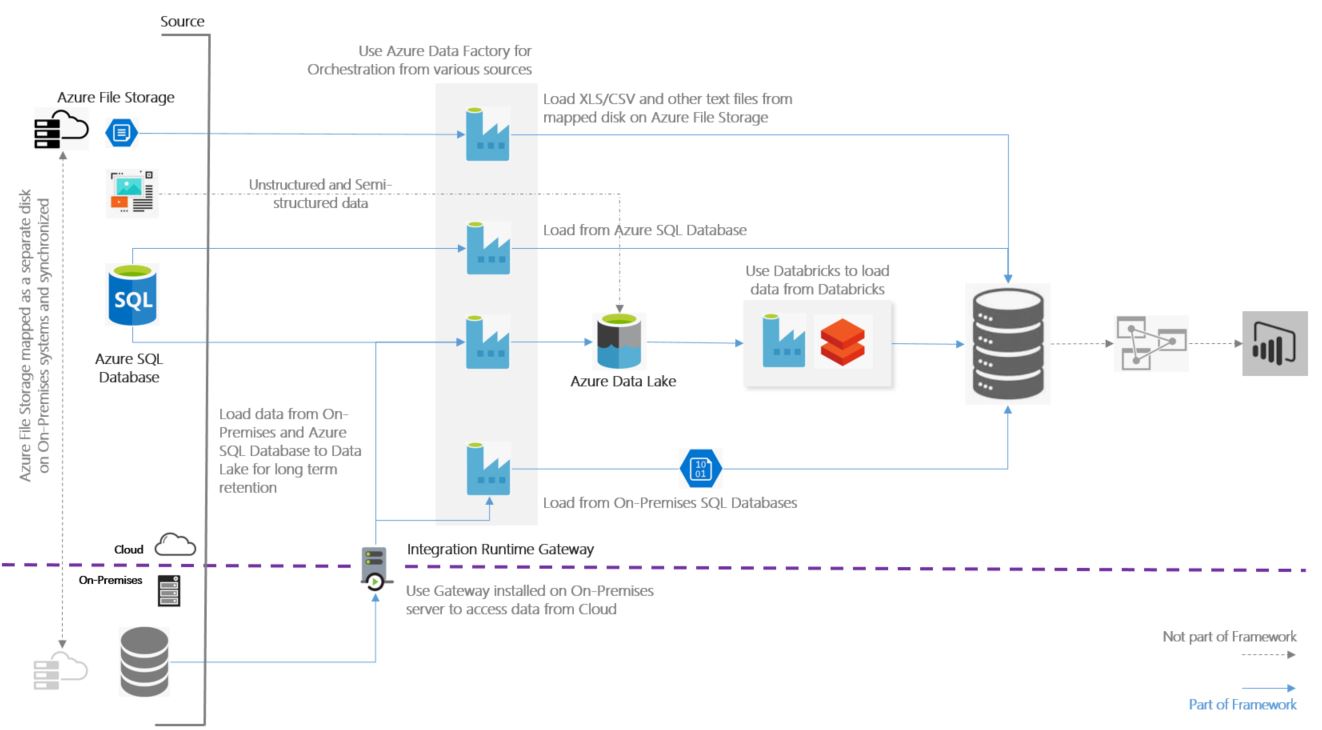 Source
Use Azure Data Factory for
Orchestration from various sources
Azure File Storage
Load XLS/CSV and other text files from
mapped disk on Azure File Storage
Unstructured and Semi-
structured data
Azure File Storage mapped as a separate disk
on On-Premises systems and synchronized
Load from Azure SQL Database
SQL
Azure SQL
Database
Use Databricks to load
data from Databricks
Azure Data Lake
Load data from On-
Premises and Azure
SQL Database to Data
Lake for long term
retention
10
01
Load from On-Premises SQL Databases
Cloud
Integration Runtime Gateway
On-Premises
Use Gateway installed on On-Premises
server to access data from Cloud
Not part of Framework
Part of Framework